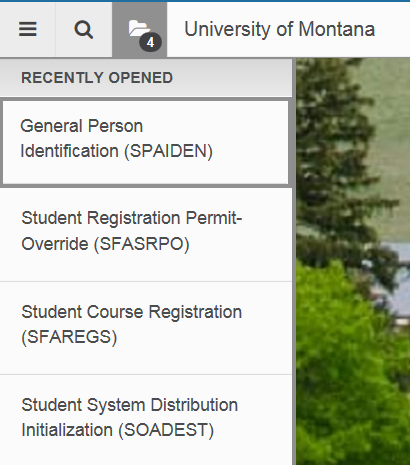 4
University of Montana
RECENTLY OPENED
General Person
Identification (SPAIDEN)
Student Registration Permit-
Override (SFASRPO)
Student Course Registration
(SFAREGS)
Student System Distribution
Initialization (SOADEST)